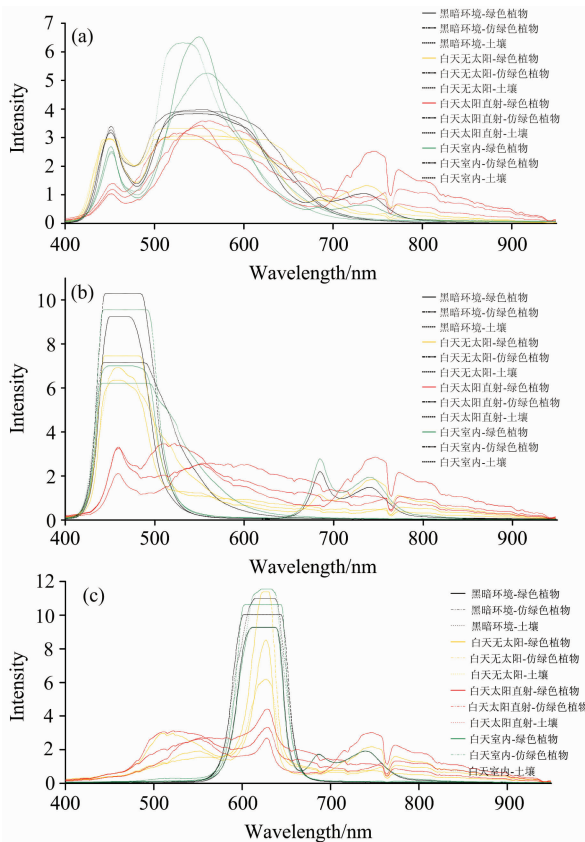 (a)
7
6
5
4
3
2
1
0
Intensity
400
500
600
700
800
900
Wavelength/nm
黑暗环境-绿色植物
黑暗环境-仿绿色植物
黑暗环境-土壤
白天无太阳-绿色植物
白天无太阳-仿绿色植物
白天无太阳-土壤
白天太阳直射-绿色植物
白天太阳直射-仿绿色植物
白天太阳直射-土壤
白天室内-绿色植物
白天室内-仿绿色植物
白天室内-土壤
(b)
10
8
6
4
2
0
Intensity
400
500
600
700
800
900
Wavelength/nm
黑暗环境-绿色植物
黑暗环境-仿绿色植物
黑暗环境-土壤
白天无太阳-绿色植物
白天无太阳-仿绿色植物
白天无太阳-土壤
白天太阳直射-绿色植物
白天太阳直射-仿绿色植物
白天太阳直射-土壤
白天室内-绿色植物
白天室内-仿绿色植物
白天室内-土壤
(c)
12
10
8
6
4
2
0
Intensity
400
500
600
700
800
900
Wavelength/nm
黑暗环境-绿色植物
黑暗环境-仿绿色植物
黑暗环境-土壤
白天无太阳-绿色植物
白天无太阳-仿绿色植物
白天无太阳-土壤
白天太阳直射-绿色植物
白天太阳直射-仿绿色植物
白天太阳直射-土壤
白天室内-绿色植物
白天室内-仿绿色植物
白天室内-土壤